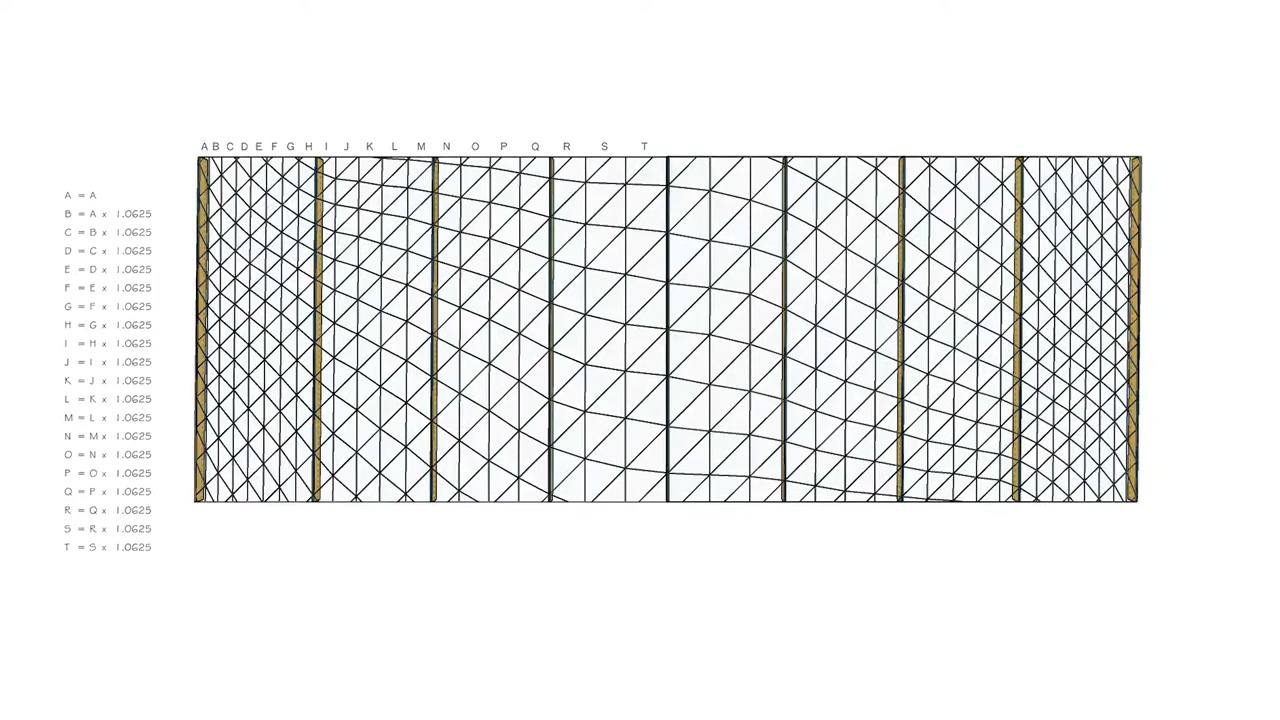 A B C D E F G H I J K L M N O P Q R S T
A = A
B = A x 1.0625
C = B x 1.0625
D = C x 1.0625
E = D x 1.0625
F = E x 1.0625
G = F x 1.0625
H = G x 1.0625
I = H x 1.0625
J = I x 1.0625
K = J x 1.0625
L = K x 1.0625
M = L x 1.0625
N = M x 1.0625
O = N x 1.0625
P = O x 1.0625
Q = P x 1.0625
R = Q x 1.0625
S = R x 1.0625
T = S x 1.0625